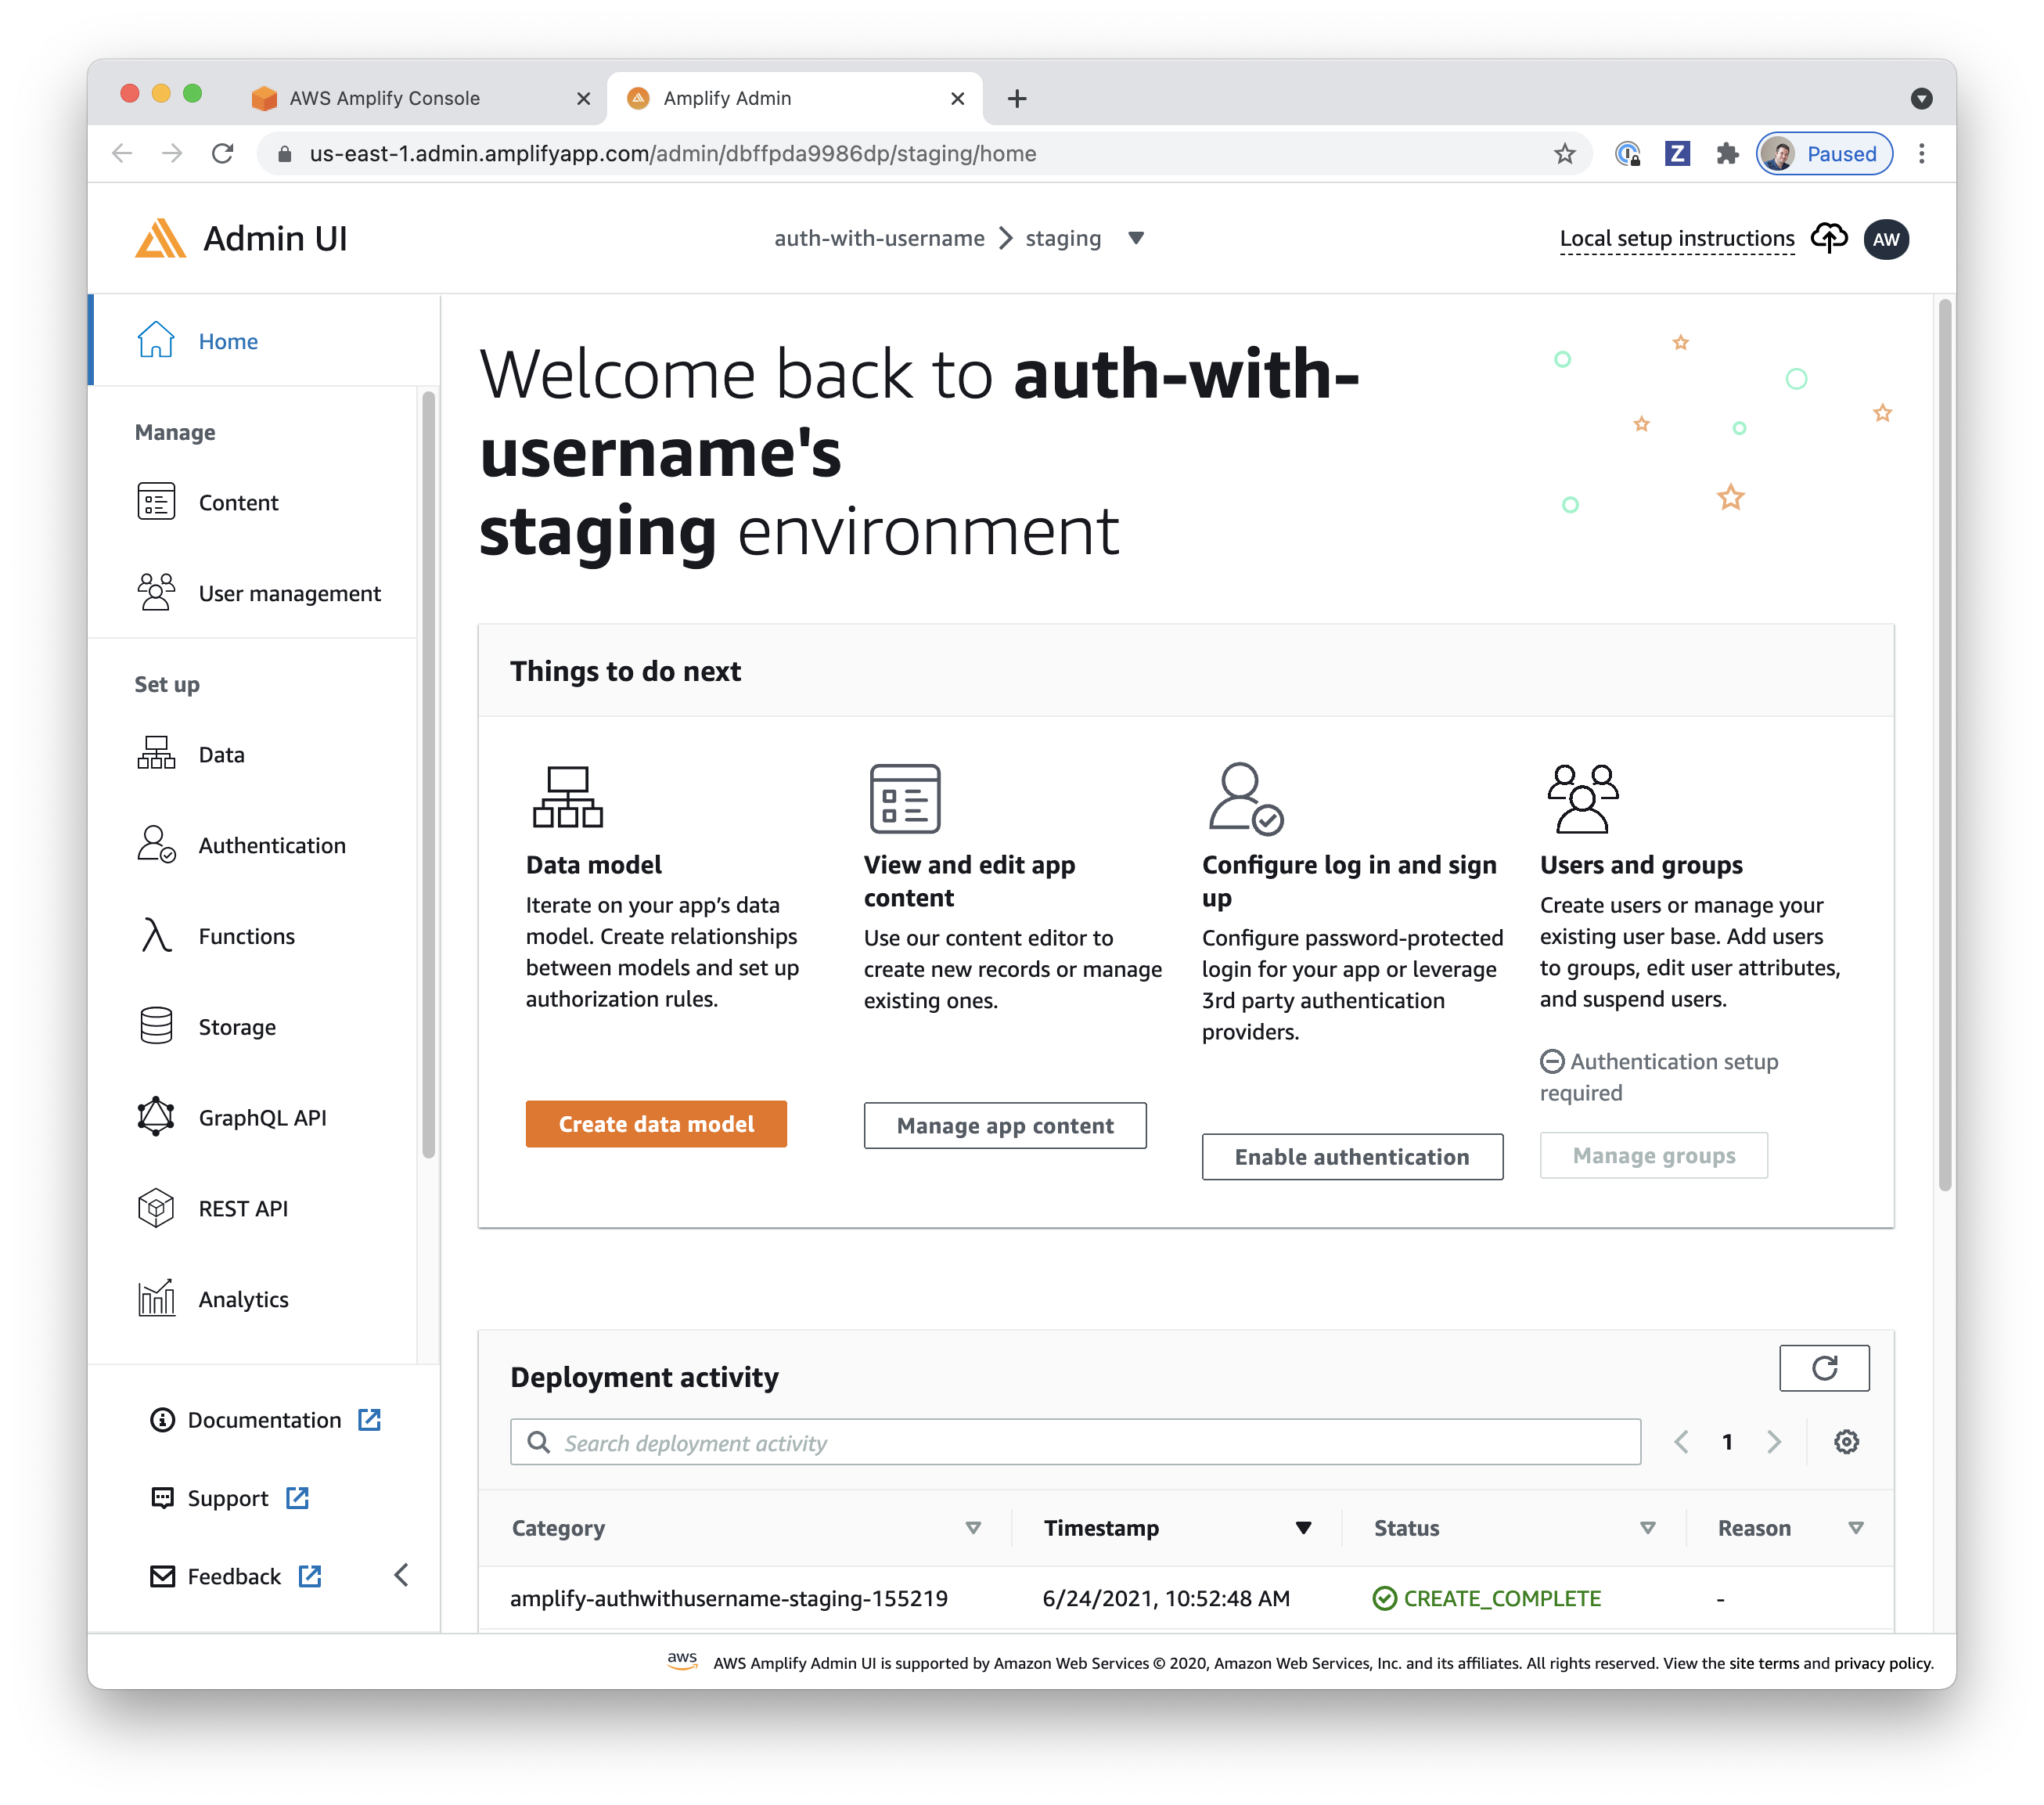 AWS Amplify Console
Amplify Admin
us-east-1.admin.amplifyapp.com/admin/dbffpda9986dp/staging/home
Z
Paused
Admin UI
auth-with-username
staging
Local setup instructions
AW
Home
Manage
Content
User management
Set up
Data
Authentication
Functions
Storage
GraphQL API
REST API
Analytics
Documentation
Support
Feedback
Welcome back to auth-with-
username's
staging environment
Things to do next
Data model
Iterate on your app’s data
model. Create relationships
between models and set up
authorization rules.
Create data model
View and edit app
content
Use our content editor to
create new records or manage
existing ones.
Manage app content
Configure log in and sign
up
Configure password-protected
login for your app or leverage
3rd party authentication
providers.
Enable authentication
Users and groups
Create users or manage your
existing user base. Add users
to groups, edit user attributes,
and suspend users.
Authentication setup
required
Manage groups
Deployment activity
Search deployment activity
1
Category Timestamp Status Reason
amplify-authwithusername-staging-155219 6/24/2021, 10:52:48 AM CREATE_COMPLETE -
aws AWS Amplify Admin UI is supported by Amazon Web Services © 2020, Amazon Web Services, Inc. and its affiliates. All rights reserved. View the site terms and privacy policy.